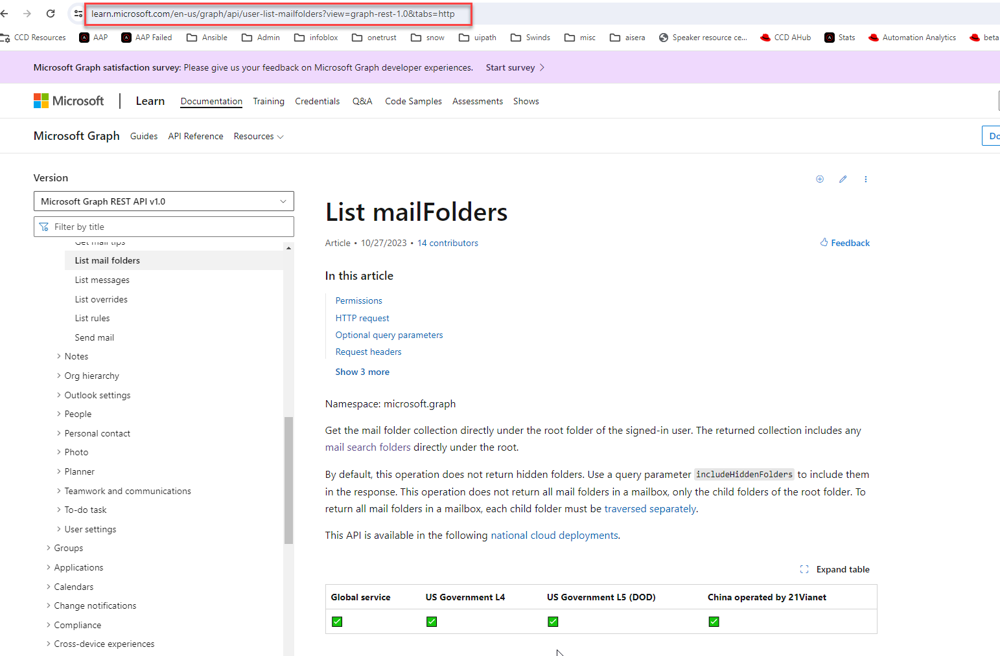 learn.microsoft.com/en-us/graph/api/user-list-mailfolders?view=graph-rest-1.0&tabs=http
CCD Resources AAP AAP Failed Ansible Admin infoblox onetrust snow uipath Swinds misc aisera Speaker resource ce... CCD AHub Stats Automation Analytics beta
Microsoft Graph satisfaction survey: Please give us your feedback on Microsoft Graph developer experiences. Start survey
Microsoft Learn Documentation Training Credentials Q&A Code Samples Assessments Shows
Microsoft Graph Guides API Reference Resources Do
Version
Microsoft Graph REST API v1.0
Filter by title
Get mail tips
List mail folders
List messages
List overrides
List rules
Send mail
Notes
Org hierarchy
Outlook settings
People
Personal contact
Photo
Planner
Teamwork and communications
To-do task
User settings
Groups
Applications
Calendars
Change notifications
Compliance
Cross-device experiences
List mailFolders
Article • 10/27/2023 • 14 contributors
Feedback
In this article
Permissions
HTTP request
Optional query parameters
Request headers
Show 3 more
Namespace: microsoft.graph
Get the mail folder collection directly under the root folder of the signed-in user. The returned collection includes any
mail search folders directly under the root.
By default, this operation does not return hidden folders. Use a query parameter includeHiddenFolders to include them
in the response. This operation does not return all mail folders in a mailbox, only the child folders of the root folder. To
return all mail folders in a mailbox, each child folder must be traversed separately.
This API is available in the following national cloud deployments.
Expand table
Global service US Government L4 US Government L5 (DOD) China operated by 21Vianet